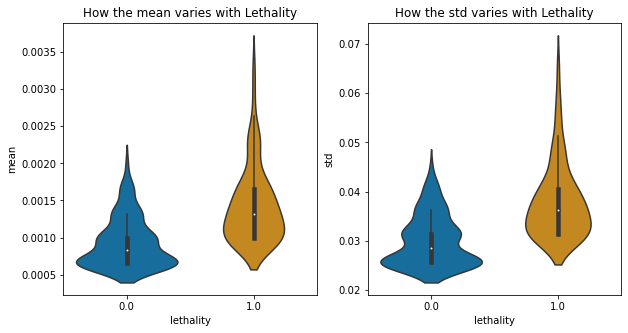 How the mean varies with Lethality
mean
0.0035
0.0030
0.0025
0.0020
0.0015
0.0010
0.0005
0.0
1.0
lethality
How the std varies with Lethality
std
0.07
0.06
0.05
0.04
0.03
0.02
0.0
1.0
lethality